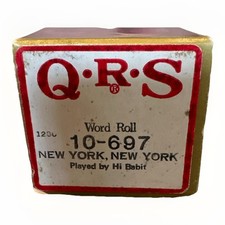 Q·R·S
®
Word Roll
10-697
NEW YORK, NEW YORK
Played by Hi Babit